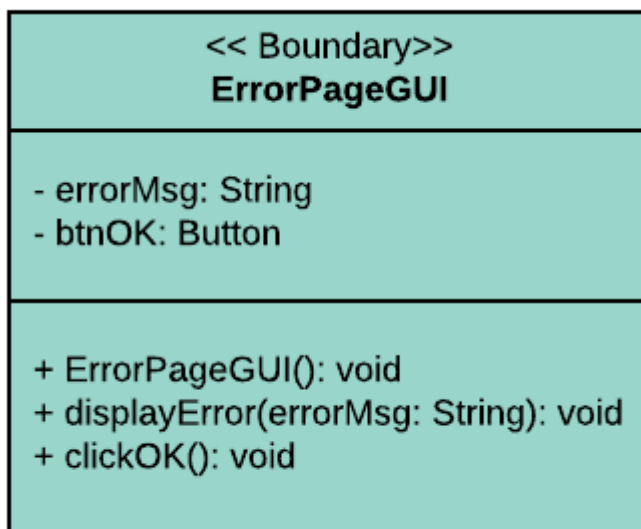 << Boundary>>
ErrorPageGUI
- errorMsg: String
- btnOK: Button
+ ErrorPageGUI(): void
+ displayError(errorMsg: String): void
+ clickOK(): void